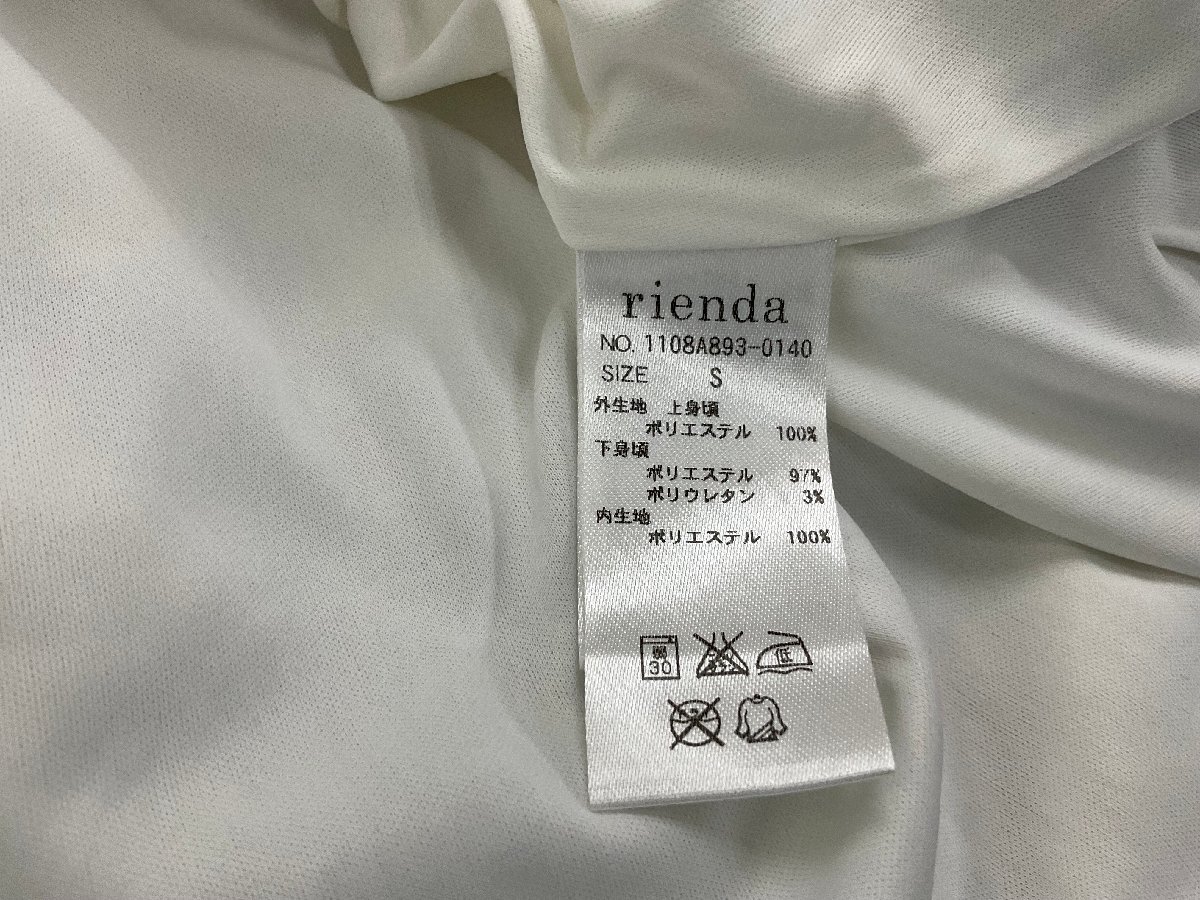 rienda
NO. 1108A893-0140
SIZE S
外生地 上身頃
ポリエステル 100%
下身頃
ポリエステル 97%
ポリウレタン 3%
内生地
ポリエステル 100%
30
低